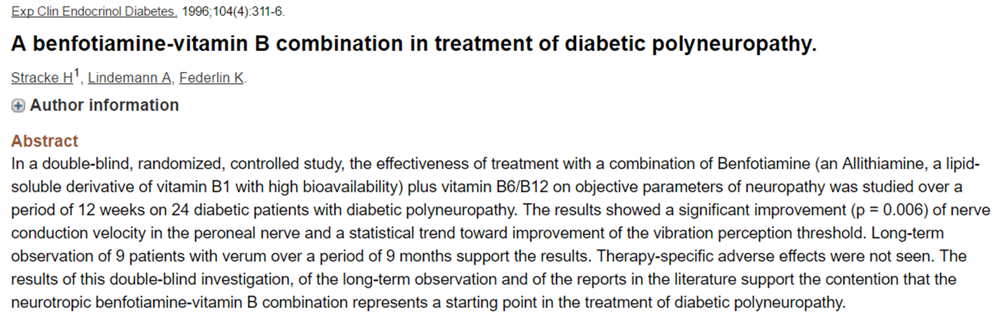 Exp Clin Endocrinol Diabetes. 1996;104(4):311-6.
A benfotiamine-vitamin B combination in treatment of diabetic polyneuropathy.
Stracke H1, Lindemann A, Federlin K.
Author information
Abstract
In a double-blind, randomized, controlled study, the effectiveness of treatment with a combination of Benfotiamine (an Allithiamine, a lipid-
soluble derivative of vitamin B1 with high bioavailability) plus vitamin B6/B12 on objective parameters of neuropathy was studied over a
period of 12 weeks on 24 diabetic patients with diabetic polyneuropathy. The results showed a significant improvement (p = 0.006) of nerve
conduction velocity in the peroneal nerve and a statistical trend toward improvement of the vibration perception threshold. Long-term
observation of 9 patients with verum over a period of 9 months support the results. Therapy-specific adverse effects were not seen. The
results of this double-blind investigation, of the long-term observation and of the reports in the literature support the contention that the
neurotropic benfotiamine-vitamin B combination represents a starting point in the treatment of diabetic polyneuropathy.